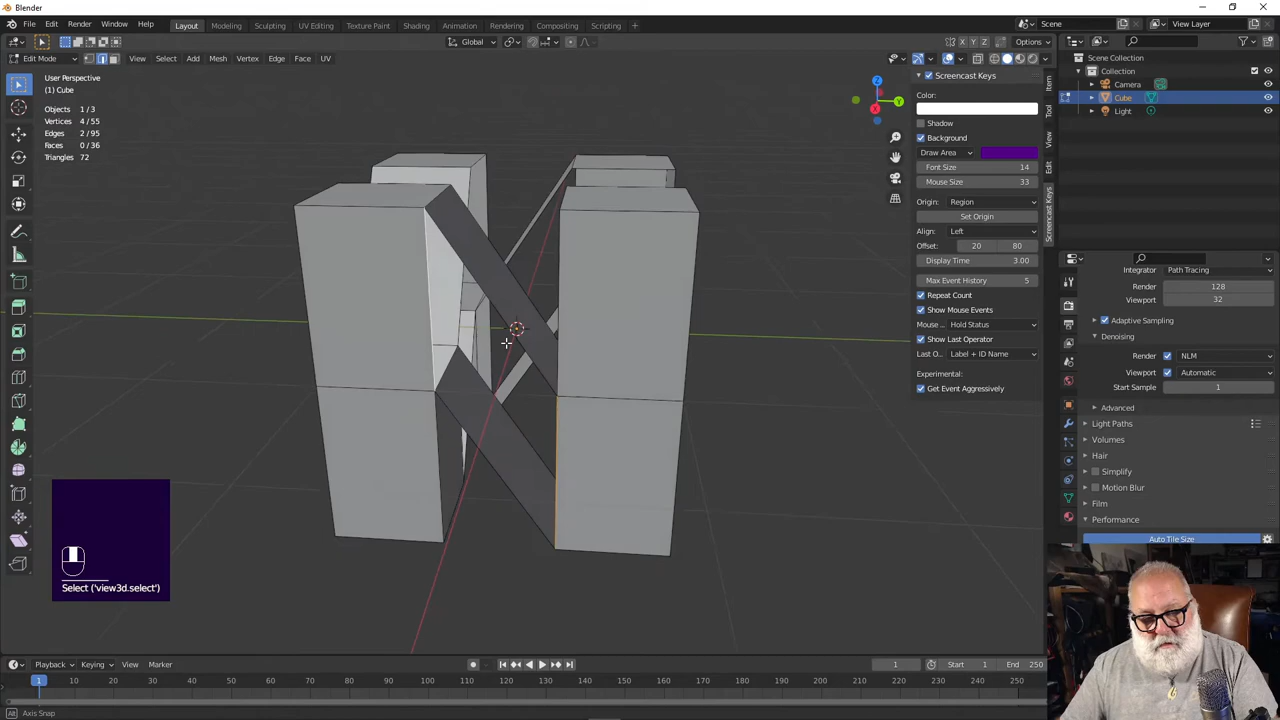 Blender
File Edit Render Window Help Layout Modeling Sculpting UV Editing Texture Paint Shading Animation Rendering Compositing Scripting + Scene View Layer
Global X Y Z Options
Edit Mode View Select Add Mesh Vertex Edge Face UV
User Perspective
(1) Cube
Objects 1/3
Vertices 4/55
Edges 2/95
Faces 0/36
Triangles 72
Z
Y
X
Screencast Keys
Color:
Shadow
Background
Draw Area
Font Size 14
Mouse Size 33
Origin: Region
Set Origin
Align: Left
Offset: 20 80
Display Time 3.00
Max Event History 5
Repeat Count
Show Mouse Events
Mouse ... Hold Status
Show Last Operator
Last O... Label + ID Name
Experimental:
Get Event Aggressively
Item
Tool
View
Edit
Screencast Keys
Scene Collection
Collection
Camera
Cube
Light
Integrator Path Tracing
Render 128
Viewport 32
Adaptive Sampling
Denoising
Render NLM
Viewport Automatic
Start Sample 1
Advanced
Light Paths
Volumes
Hair
Simplify
Motion Blur
Film
Performance
Auto Tile Size
Select ('view3d.select')
Playback Keying View Marker 1 Start 1 End 250
1 10 20 30 40 50 60 70 80 90 100 110 120 130 140 150 160 170 180 190 200 210 220 230 240 250
Axis Snap